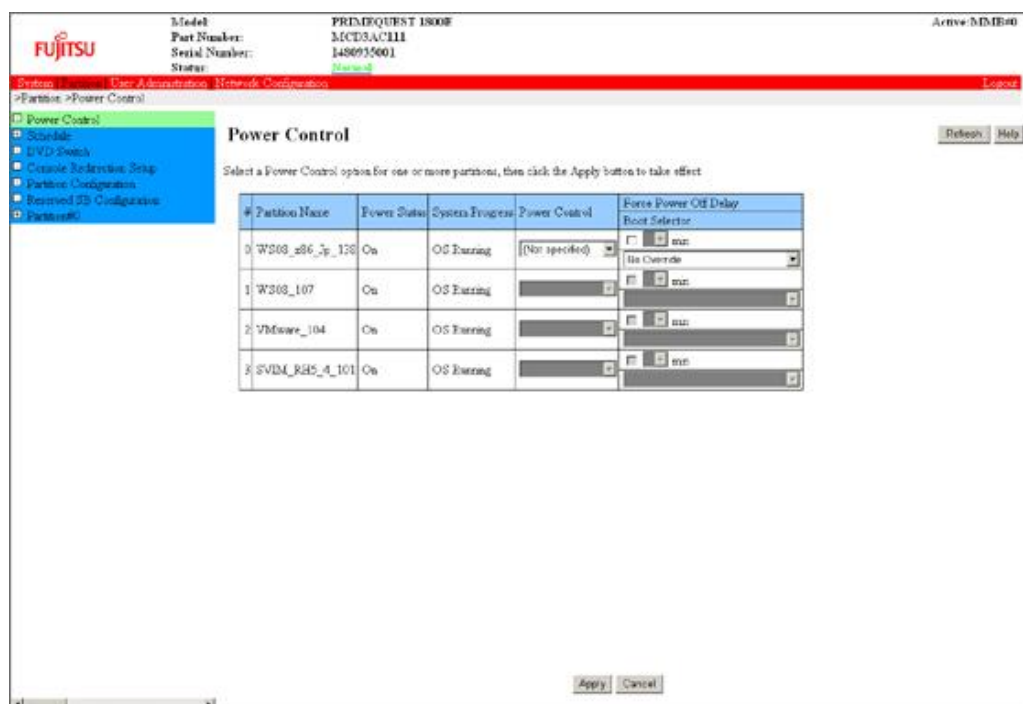 FUJITSU
Model: PRIMEQUEST 1800E
Part Number: MCD3AC111
Serial Number: 1480935001
Status: Normal
Active:MMB#0
System Partition User Administration Network Configuration Logout
>Partition >Power Control
Power Control
Schedule
DVD Switch
Console Redirection Setup
Partition Configuration
Reserved SB Configuration
Partition#0
Power Control
Refresh Help
Select a Power Control option for one or more partitions, then click the Apply button to take effect
# Partition Name Power Status System Progress Power Control Force Power Off Delay
Boot Selector
0 WS08_x86_Jp_138 On OS Running (Not specified) min
No Override
1 WS08_107 On OS Running min
2 VMware_104 On OS Running min
3 SVIM_RH5_4_101 On OS Running min
Apply Cancel